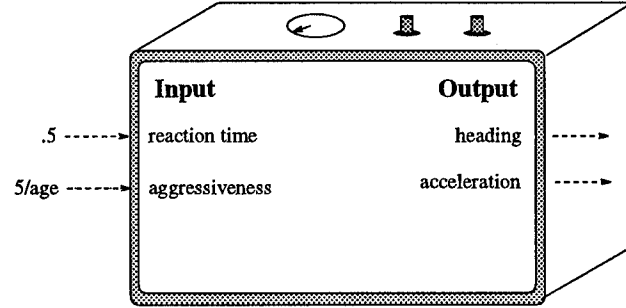 Input Output
.5 reaction time heading
5/age aggressiveness acceleration